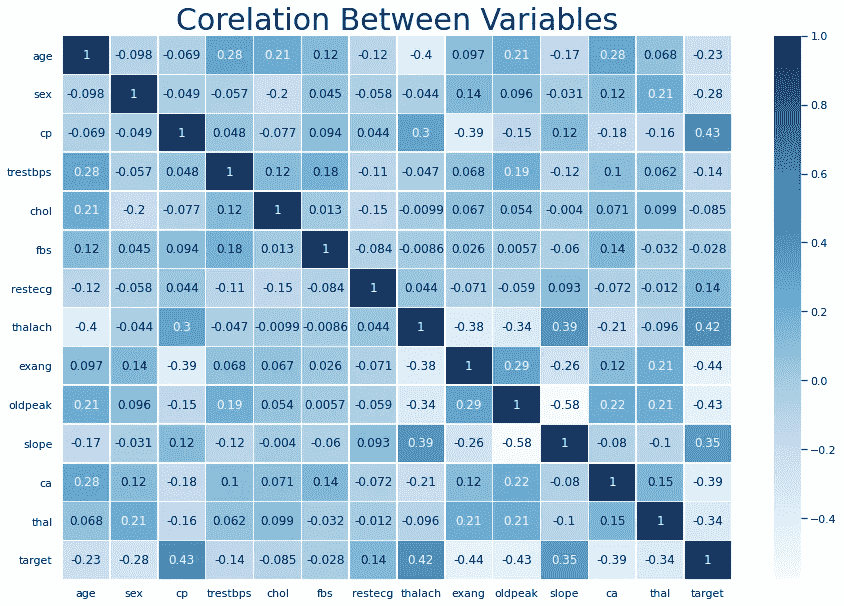 Corelation Between Variables
age 1 -0.098 -0.069 0.28 0.21 0.12 -0.12 -0.4 0.097 0.21 -0.17 0.28 0.068 -0.23
sex -0.098 1 -0.049 -0.057 -0.2 0.045 -0.058 -0.044 0.14 0.096 -0.031 0.12 0.21 -0.28
cp -0.069 -0.049 1 0.048 -0.077 0.094 0.044 0.3 -0.39 -0.15 0.12 -0.18 -0.16 0.43
trestbps 0.28 -0.057 0.048 1 0.12 0.18 -0.11 -0.047 0.068 0.19 -0.12 0.1 0.062 -0.14
chol 0.21 -0.2 -0.077 0.12 1 0.013 -0.15 -0.0099 0.067 0.054 -0.004 0.071 0.099 -0.085
fbs 0.12 0.045 0.094 0.18 0.013 1 -0.084 -0.0086 0.026 0.0057 -0.06 0.14 -0.032 -0.028
restecg -0.12 -0.058 0.044 -0.11 -0.15 -0.084 1 0.044 -0.071 -0.059 0.093 -0.072 -0.012 0.14
thalach -0.4 -0.044 0.3 -0.047 -0.0099 -0.0086 0.044 1 -0.38 -0.34 0.39 -0.21 -0.096 0.42
exang 0.097 0.14 -0.39 0.068 0.067 0.026 -0.071 -0.38 1 0.29 -0.26 0.12 0.21 -0.44
oldpeak 0.21 0.096 -0.15 0.19 0.054 0.0057 -0.059 -0.34 0.29 1 -0.58 0.22 0.21 -0.43
slope -0.17 -0.031 0.12 -0.12 -0.004 -0.06 0.093 0.39 -0.26 -0.58 1 -0.08 -0.1 0.35
ca 0.28 0.12 -0.18 0.1 0.071 0.14 -0.072 -0.21 0.12 0.22 -0.08 1 0.15 -0.39
thal 0.068 0.21 -0.16 0.062 0.099 -0.032 -0.012 -0.096 0.21 0.21 -0.1 0.15 1 -0.34
target -0.23 -0.28 0.43 -0.14 -0.085 -0.028 0.14 0.42 -0.44 -0.43 0.35 -0.39 -0.34 1
age sex cp trestbps chol fbs restecg thalach exang oldpeak slope ca thal target
1.0
0.8
0.6
0.4
0.2
0.0
−0.2
−0.4